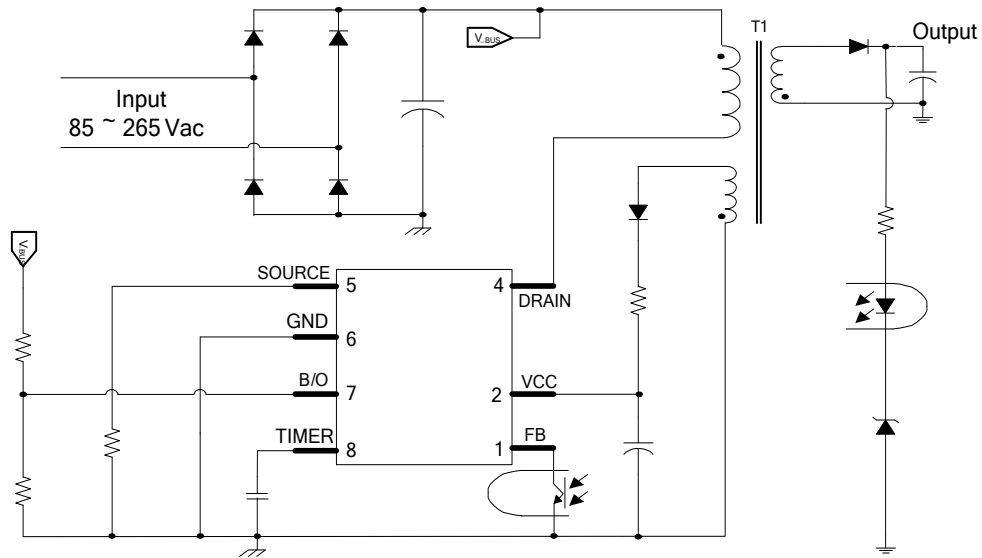 V_BUS
T1
Output
Input
85 ~ 265 Vac
V_BUS
SOURCE
5
4
DRAIN
GND
6
B/O
7
VCC
2
TIMER
8
FB
1